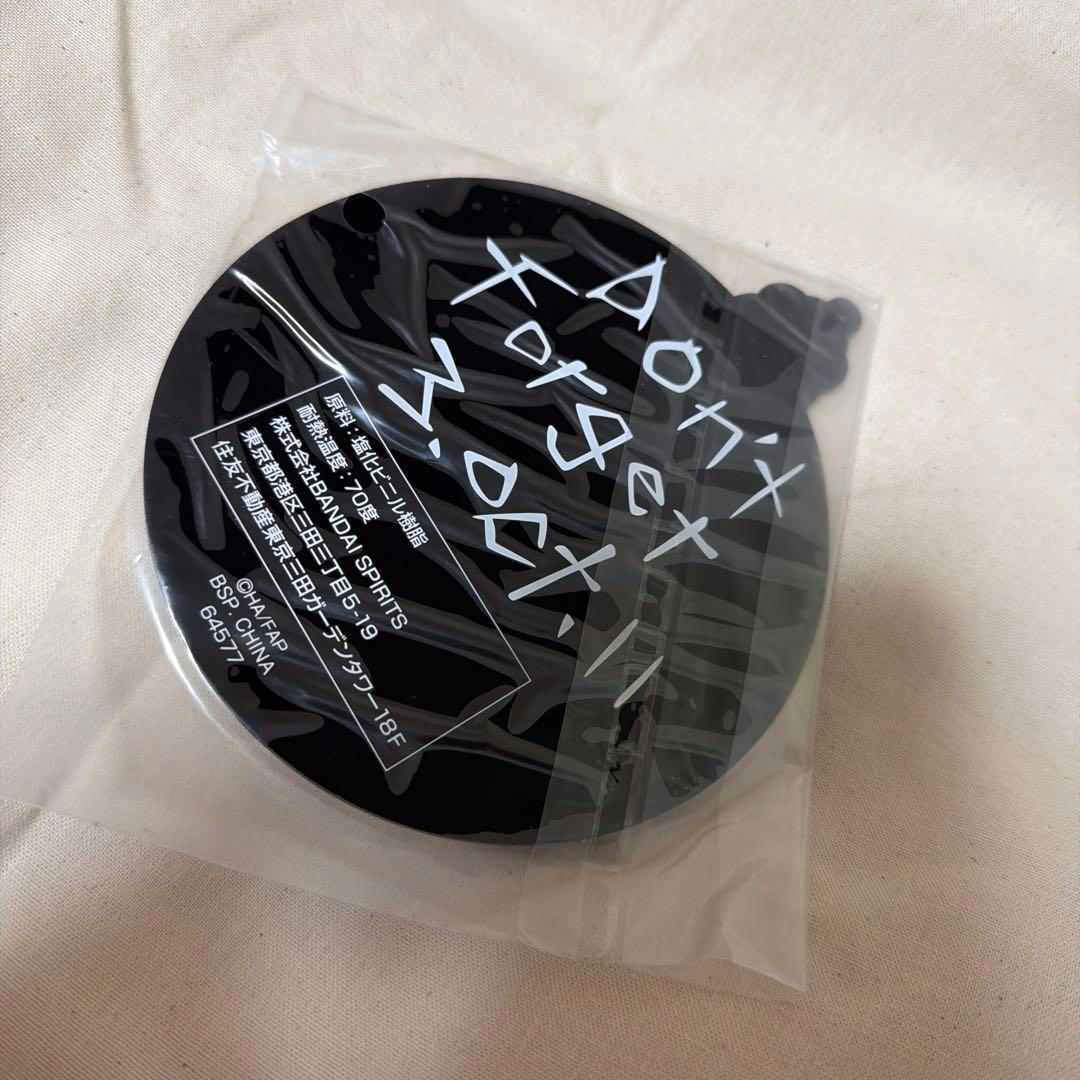 Don't
forget
3.oct.11
原料:塩化ビニール樹脂
耐熱温度:70度
株式会社BANDAI SPIRITS
東京都港区三田三丁目5-19
住友不動産東京三田ガーデンタワー18F
©HA/FAP
BSP. CHINA
64577